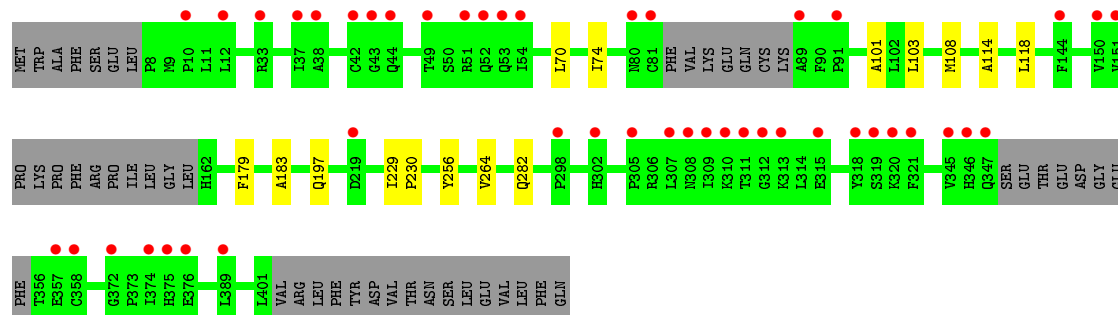 MET TRP ALA PHE SER GLU LEU P8 M9 P10 L11 L12 R33 I37 A38 C42 G43 Q44 T49 S50 R51 Q52 Q53 I54 L70 I74 N80 C81 PHE VAL LYS GLU GLN CYS LYS A89 F90 P91 A101 L102 L103 M108 A114 L118 F144 V150 V151
PRO LYS PRO PHE ARG PRO ILE LEU GLY LEU H162 F179 A183 Q197 D219 I229 P230 Y256 V264 Q282 P298 H302 P305 R306 L307 N308 I309 K310 T311 G312 K313 L314 E315 Y318 S319 K320 F321 V345 H346 Q347 SER GLU THR GLU ASP GLY GLU
PHE T356 E357 C358 G372 P373 I374 H375 E376 L389 L401 VAL ARG LEU PHE TYR ASP VAL THR ASN SER LEU GLU VAL LEU PHE GLN